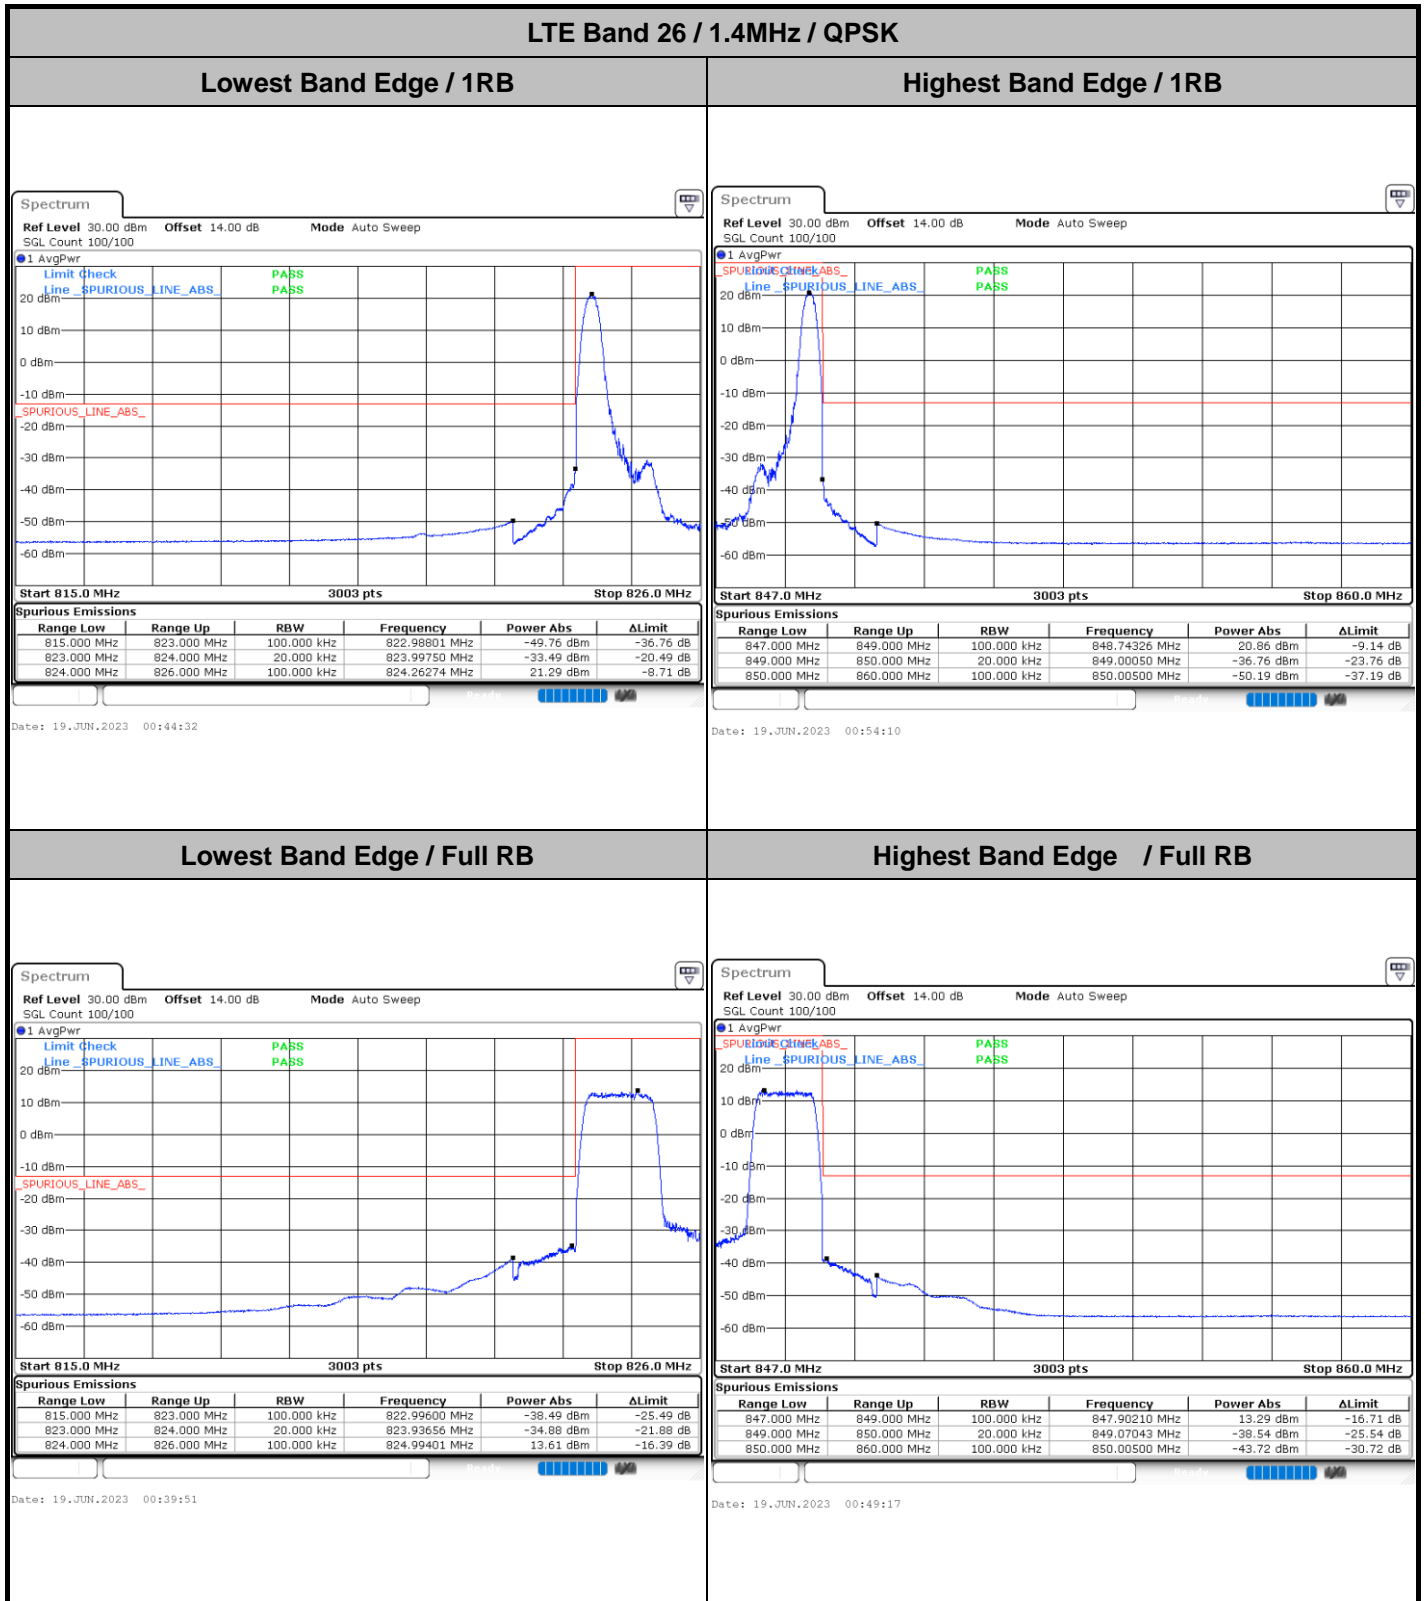 LTE Band 26 / 1.4MHz / QPSK
Lowest Band Edge / 1RB
Highest Band Edge / 1RB
Spectrum
Ref Level 30.00 dBm Offset 14.00 dB Mode Auto Sweep
SGL Count 100/100
1 AvgPwr
Limit Check PASS
Line _SPURIOUS_LINE_ABS_ PASS
20 dBm
10 dBm
0 dBm
-10 dBm
_SPURIOUS_LINE_ABS_
-20 dBm
-30 dBm
-40 dBm
-50 dBm
-60 dBm
Start 815.0 MHz 3003 pts Stop 826.0 MHz
Spurious Emissions
Range Low Range Up RBW Frequency Power Abs ΔLimit
815.000 MHz 823.000 MHz 100.000 kHz 822.98801 MHz -49.76 dBm -36.76 dB
823.000 MHz 824.000 MHz 20.000 kHz 823.99750 MHz -33.49 dBm -20.49 dB
824.000 MHz 826.000 MHz 100.000 kHz 824.26274 MHz 21.29 dBm -8.71 dB
Ready
Date: 19.JUN.2023 00:44:32
Spectrum
Ref Level 30.00 dBm Offset 14.00 dB Mode Auto Sweep
SGL Count 100/100
1 AvgPwr
_SPURIOUS_LINE_ABS_
Limit Check PASS
Line _SPURIOUS_LINE_ABS_ PASS
20 dBm
10 dBm
0 dBm
-10 dBm
-20 dBm
-30 dBm
-40 dBm
-50 dBm
-60 dBm
Start 847.0 MHz 3003 pts Stop 860.0 MHz
Spurious Emissions
Range Low Range Up RBW Frequency Power Abs ΔLimit
847.000 MHz 849.000 MHz 100.000 kHz 848.74326 MHz 20.86 dBm -9.14 dB
849.000 MHz 850.000 MHz 20.000 kHz 849.00050 MHz -36.76 dBm -23.76 dB
850.000 MHz 860.000 MHz 100.000 kHz 850.00500 MHz -50.19 dBm -37.19 dB
Ready
Date: 19.JUN.2023 00:54:10
Lowest Band Edge / Full RB
Highest Band Edge / Full RB
Spectrum
Ref Level 30.00 dBm Offset 14.00 dB Mode Auto Sweep
SGL Count 100/100
1 AvgPwr
Limit Check PASS
Line _SPURIOUS_LINE_ABS_ PASS
20 dBm
10 dBm
0 dBm
-10 dBm
_SPURIOUS_LINE_ABS_
-20 dBm
-30 dBm
-40 dBm
-50 dBm
-60 dBm
Start 815.0 MHz 3003 pts Stop 826.0 MHz
Spurious Emissions
Range Low Range Up RBW Frequency Power Abs ΔLimit
815.000 MHz 823.000 MHz 100.000 kHz 822.99600 MHz -38.49 dBm -25.49 dB
823.000 MHz 824.000 MHz 20.000 kHz 823.93656 MHz -34.88 dBm -21.88 dB
824.000 MHz 826.000 MHz 100.000 kHz 824.99401 MHz 13.61 dBm -16.39 dB
Ready
Date: 19.JUN.2023 00:39:51
Spectrum
Ref Level 30.00 dBm Offset 14.00 dB Mode Auto Sweep
SGL Count 100/100
1 AvgPwr
_SPURIOUS_LINE_ABS_
Limit Check PASS
Line _SPURIOUS_LINE_ABS_ PASS
20 dBm
10 dBm
0 dBm
-10 dBm
-20 dBm
-30 dBm
-40 dBm
-50 dBm
-60 dBm
Start 847.0 MHz 3003 pts Stop 860.0 MHz
Spurious Emissions
Range Low Range Up RBW Frequency Power Abs ΔLimit
847.000 MHz 849.000 MHz 100.000 kHz 847.90210 MHz 13.29 dBm -16.71 dB
849.000 MHz 850.000 MHz 20.000 kHz 849.07043 MHz -38.54 dBm -25.54 dB
850.000 MHz 860.000 MHz 100.000 kHz 850.00500 MHz -43.72 dBm -30.72 dB
Ready
Date: 19.JUN.2023 00:49:17